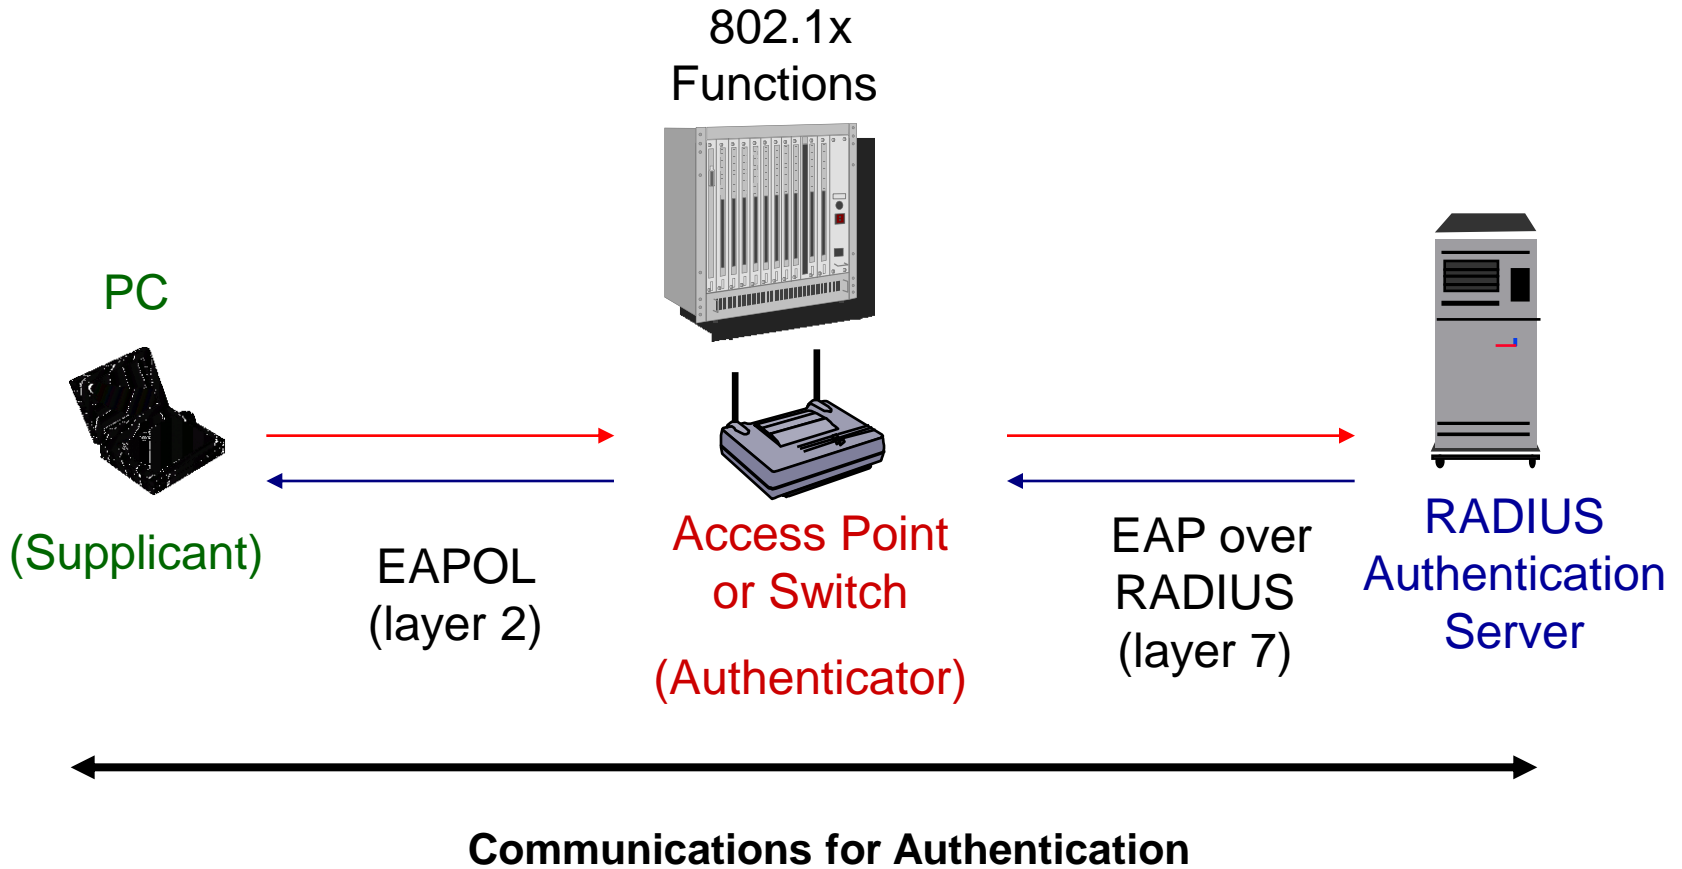 802.1x
Functions
PC
(Supplicant)
EAPOL
(layer 2)
Access Point
or Switch
(Authenticator)
EAP over
RADIUS
(layer 7)
RADIUS
Authentication
Server
Communications for Authentication